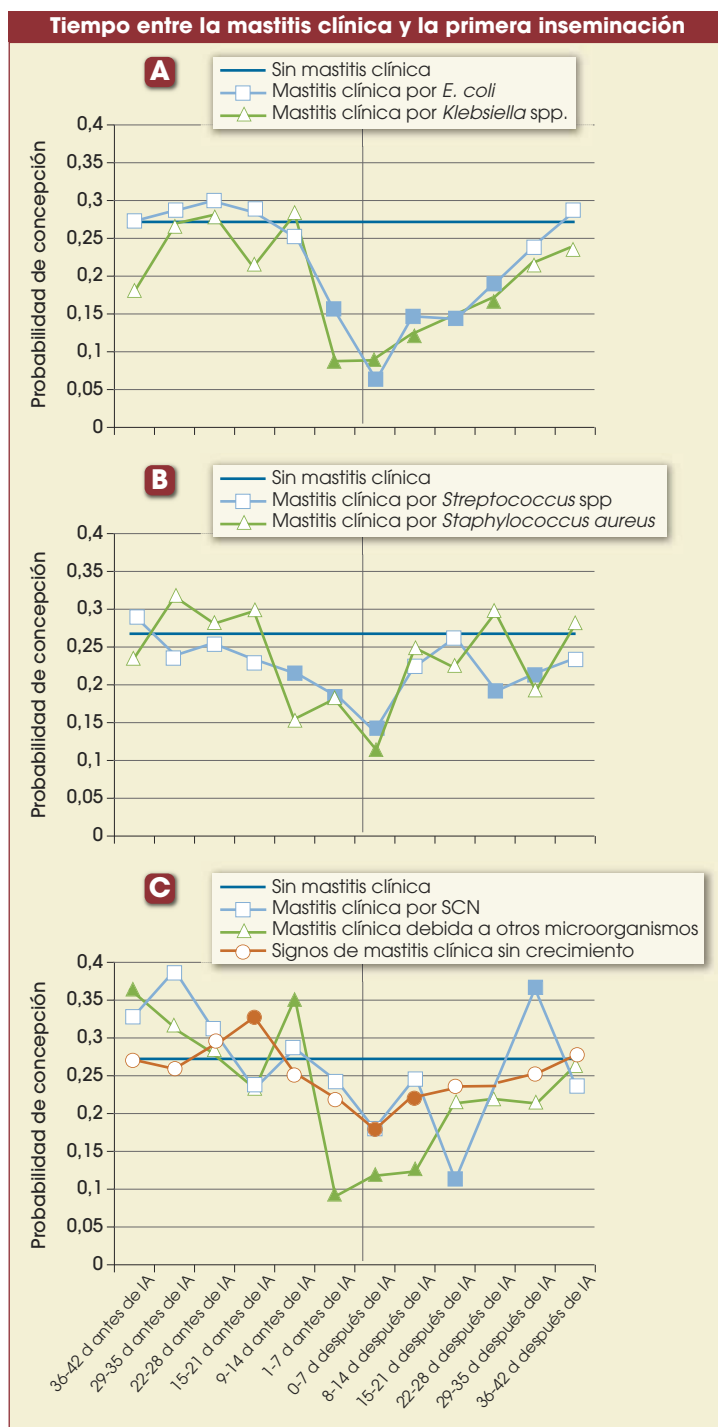 Tiempo entre la mastitis clínica y la primera inseminación
A
Sin mastitis clínica
Mastitis clínica por E. coli
Mastitis clínica por Klebsiella spp.
Probabilidad de concepción
0,4
0,35
0,3
0,25
0,2
0,15
0,1
0,05
0
B
Sin mastitis clínica
Mastitis clínica por Streptococcus spp
Mastitis clínica por Staphylococcus aureus
Probabilidad de concepción
0,4
0,35
0,3
0,25
0,2
0,15
0,1
0,05
0
C
Sin mastitis clínica
Mastitis clínica por SCN
Mastitis clínica debida a otros microorganismos
Signos de mastitis clínica sin crecimiento
Probabilidad de concepción
0,4
0,35
0,3
0,25
0,2
0,15
0,1
0,05
0
36-42 d antes de IA
29-35 d antes de IA
22-28 d antes de IA
15-21 d antes de IA
9-14 d antes de IA
1-7 d antes de IA
0-7 d después de IA
8-14 d después de IA
15-21 d después de IA
22-28 d después de IA
29-35 d después de IA
36-42 d después de IA